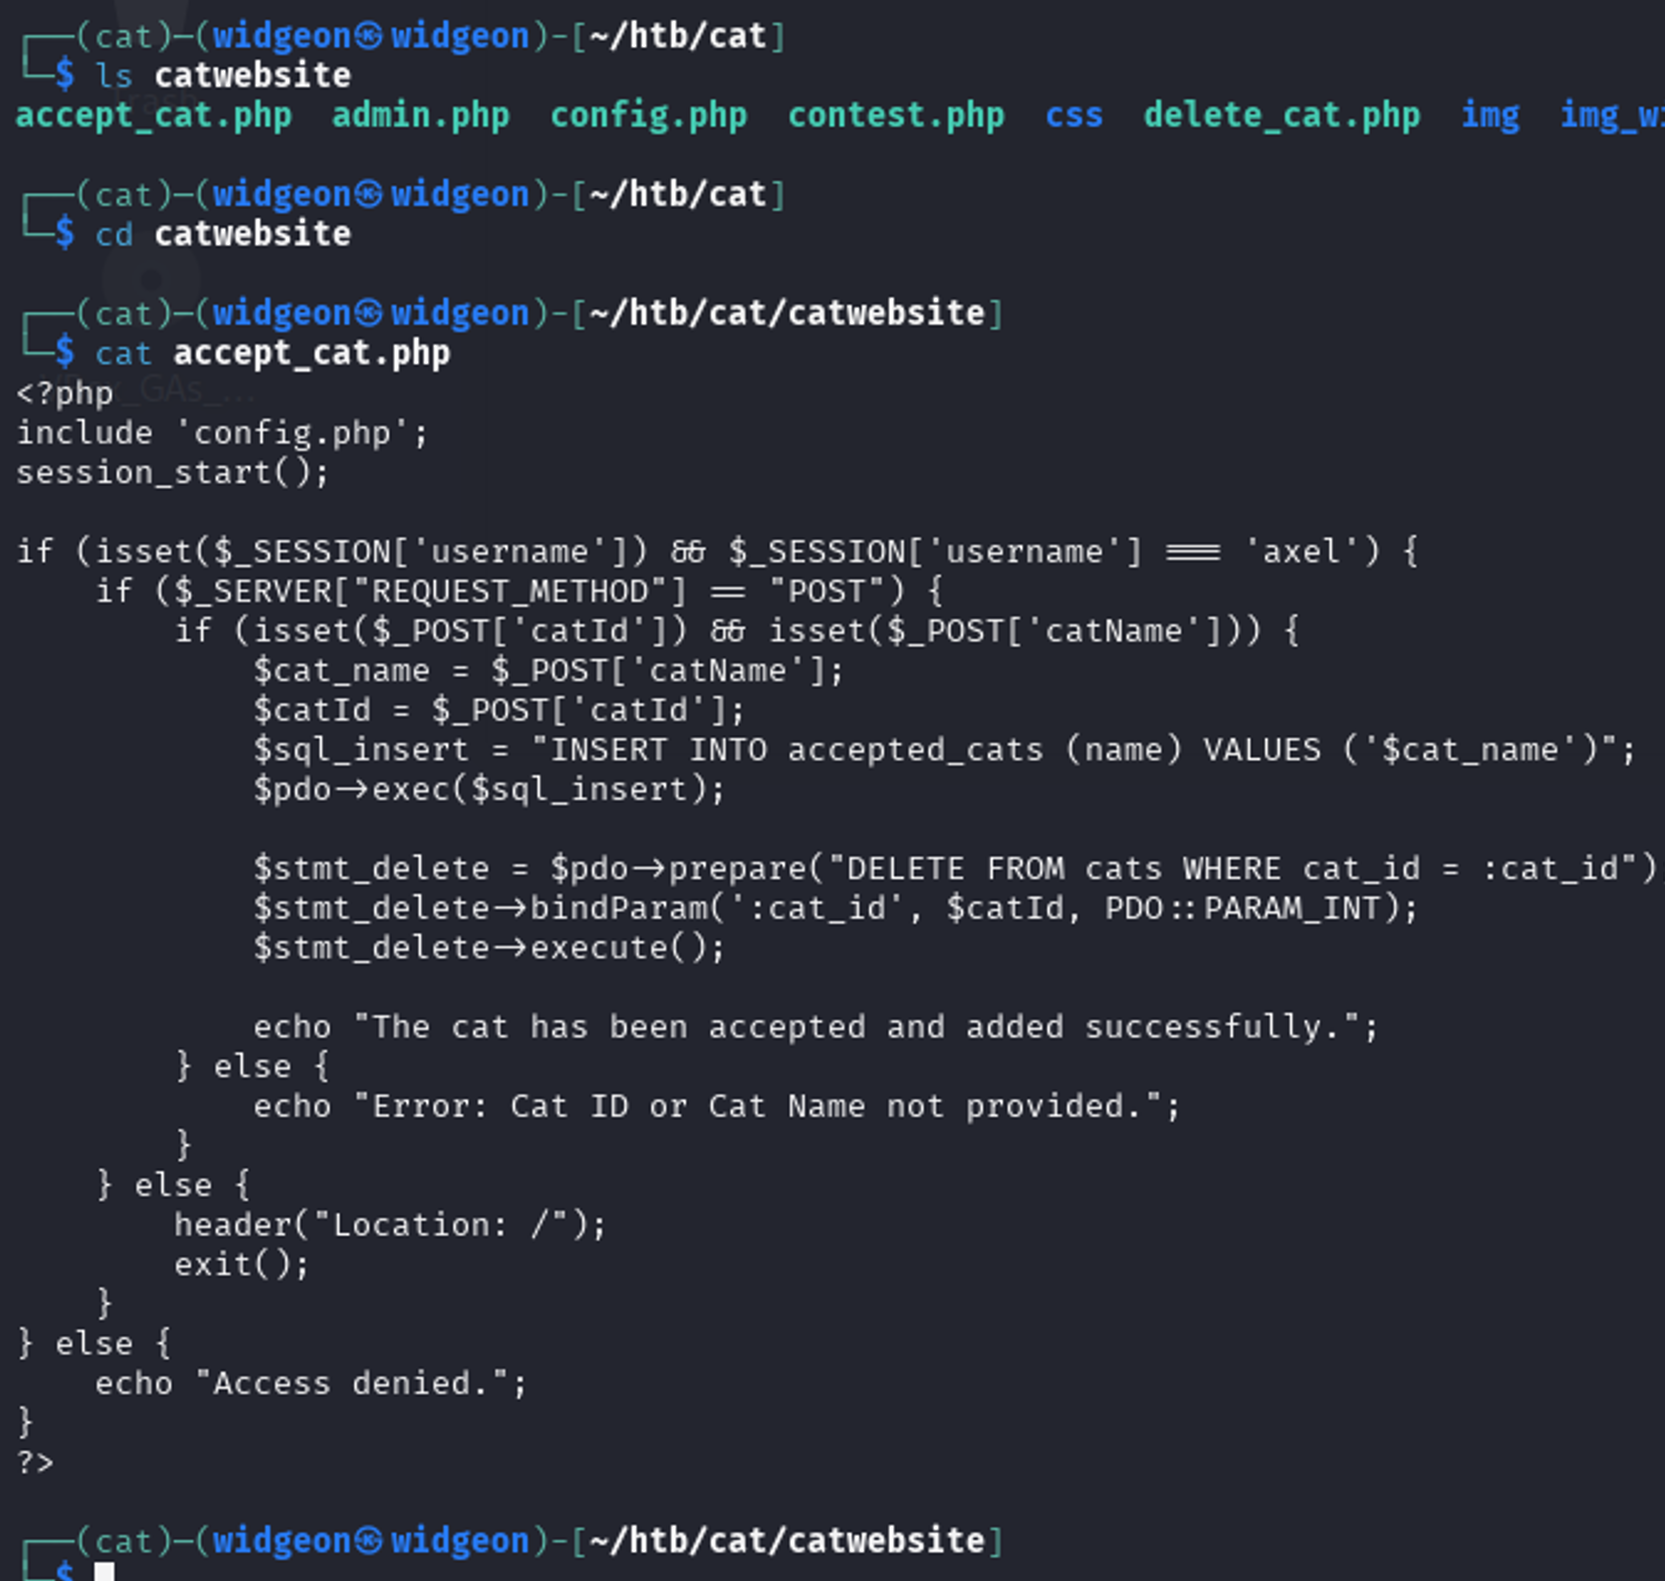 ┌──(cat)─(widgeon㉿widgeon)-[~/htb/cat]
└─$ ls catwebsite
accept_cat.php admin.php config.php contest.php css delete_cat.php img img_wi
┌──(cat)─(widgeon㉿widgeon)-[~/htb/cat]
└─$ cd catwebsite
┌──(cat)─(widgeon㉿widgeon)-[~/htb/cat/catwebsite]
└─$ cat accept_cat.php
<?php
include 'config.php';
session_start();
if (isset($_SESSION['username']) && $_SESSION['username'] === 'axel') {
    if ($_SERVER["REQUEST_METHOD"] == "POST") {
        if (isset($_POST['catId']) && isset($_POST['catName'])) {
            $cat_name = $_POST['catName'];
            $catId = $_POST['catId'];
            $sql_insert = "INSERT INTO accepted_cats (name) VALUES ('$cat_name')";
            $pdo->exec($sql_insert);
            $stmt_delete = $pdo->prepare("DELETE FROM cats WHERE cat_id = :cat_id")
            $stmt_delete->bindParam(':cat_id', $catId, PDO::PARAM_INT);
            $stmt_delete->execute();
            echo "The cat has been accepted and added successfully.";
        } else {
            echo "Error: Cat ID or Cat Name not provided.";
        }
    } else {
        header("Location: /");
        exit();
    }
} else {
    echo "Access denied.";
}
?>
┌──(cat)─(widgeon㉿widgeon)-[~/htb/cat/catwebsite]
└─$